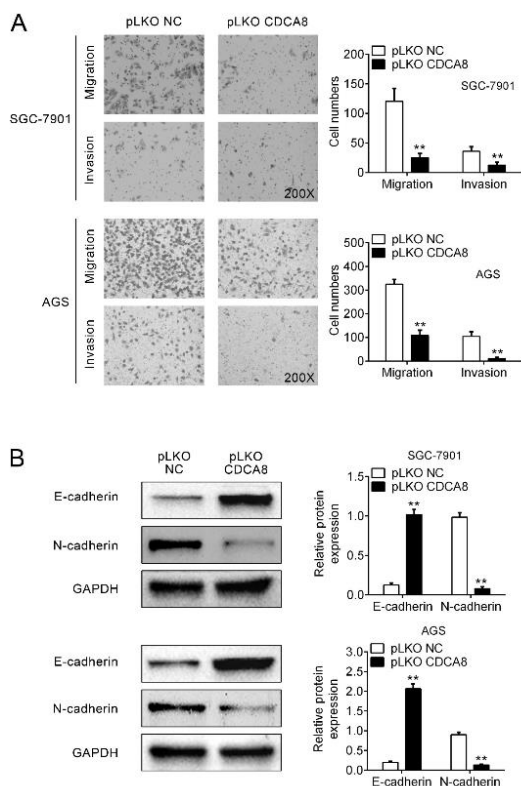 A
pLKO NC
pLKO CDCA8
SGC-7901
Migration
Invasion
200X
AGS
Migration
Invasion
200X
pLKO NC
pLKO CDCA8
SGC-7901
Cell numbers
150
100
50
0
**
**
Migration
Invasion
pLKO NC
pLKO CDCA8
AGS
Cell numbers
500
400
300
200
100
0
**
**
Migration
Invasion
B
pLKO
NC
pLKO
CDCA8
E-cadherin
N-cadherin
GAPDH
E-cadherin
N-cadherin
GAPDH
SGC-7901
pLKO NC
pLKO CDCA8
Relative protein
expression
1.5
1.0
0.5
0.0
**
**
E-cadherin
N-cadherin
AGS
pLKO NC
pLKO CDCA8
Relative protein
expression
2.5
2.0
1.5
1.0
0.5
0.0
**
**
E-cadherin
N-cadherin